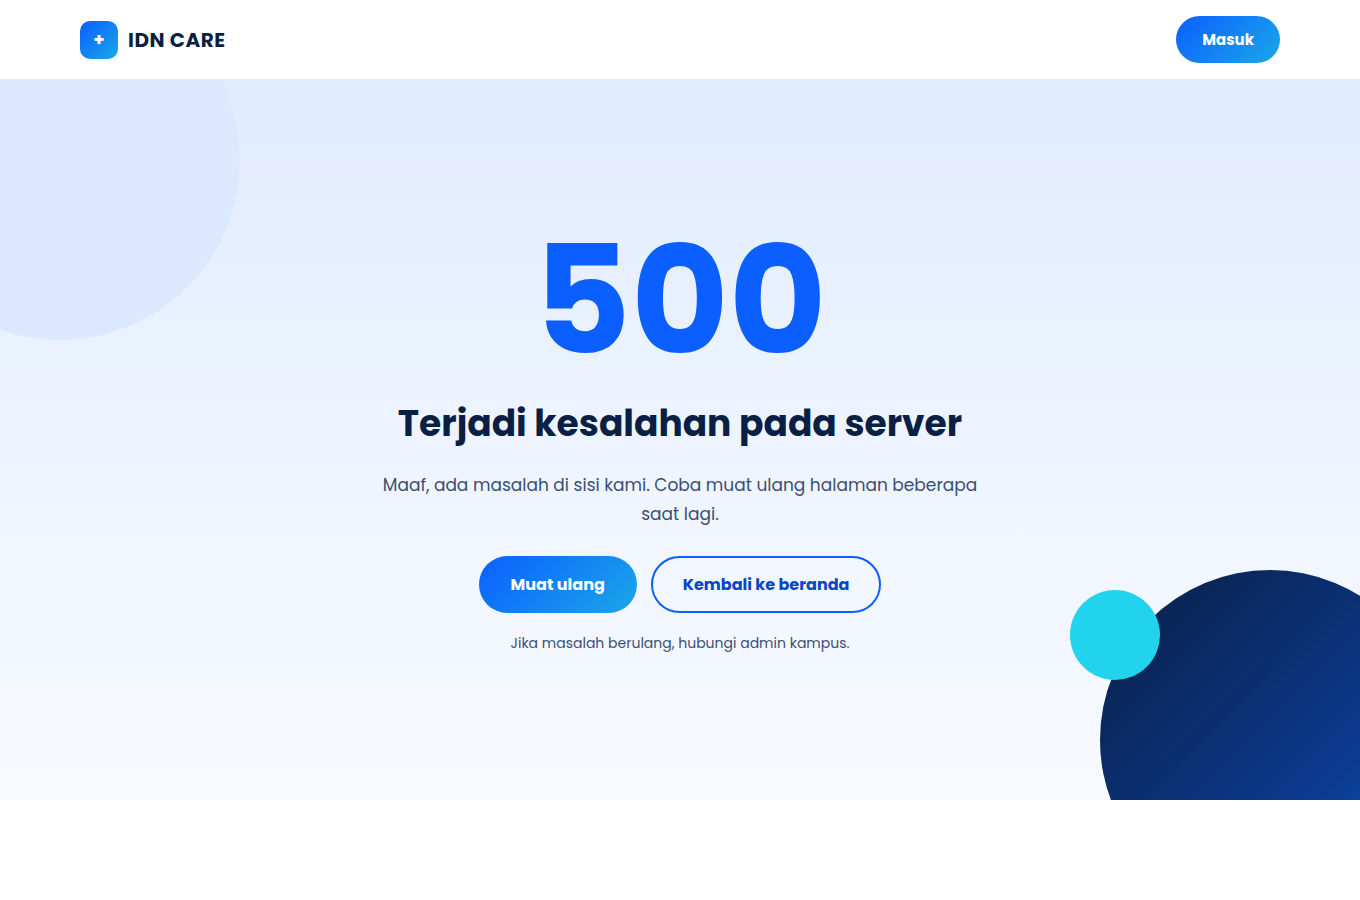 IDN CARE
Masuk
500
Terjadi kesalahan pada server
Maaf, ada masalah di sisi kami. Coba muat ulang halaman beberapa
saat lagi.
Muat ulang
Kembali ke beranda
Jika masalah berulang, hubungi admin kampus.